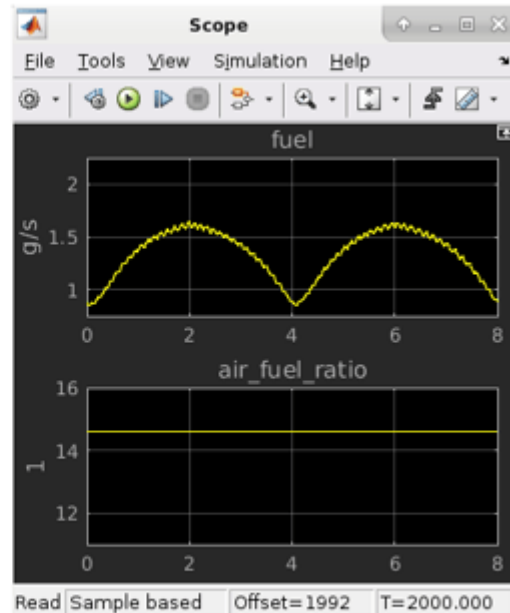 Scope
File Tools View Simulation Help
fuel
g/s
2
1.5
1
0 2 4 6 8
air_fuel_ratio
1
16
14
12
0 2 4 6 8
Read Sample based Offset=1992 T=2000.000